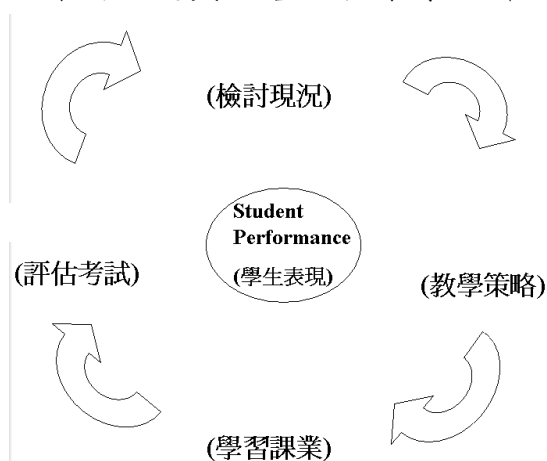 (檢討現況)
Student
Performance
(學生表現)
(評估考試)
(教學策略)
(學習課業)